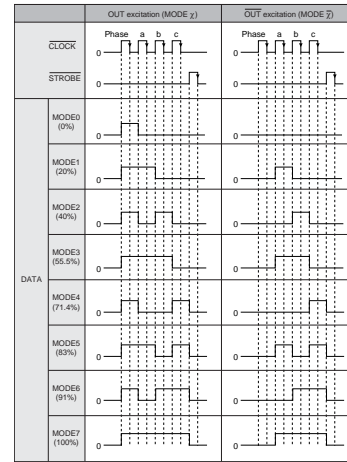 OUT excitation (MODE χ) OUT excitation (MODE χ)
Phase a b c Phase a b c
CLOCK 0 0
STROBE 0 0
DATA
MODE0
(0%) 0 0
MODE1
(20%) 0 0
MODE2
(40%) 0 0
MODE3
(55.5%) 0 0
MODE4
(71.4%) 0 0
MODE5
(83%) 0 0
MODE6
(91%) 0 0
MODE7
(100%) 0 0